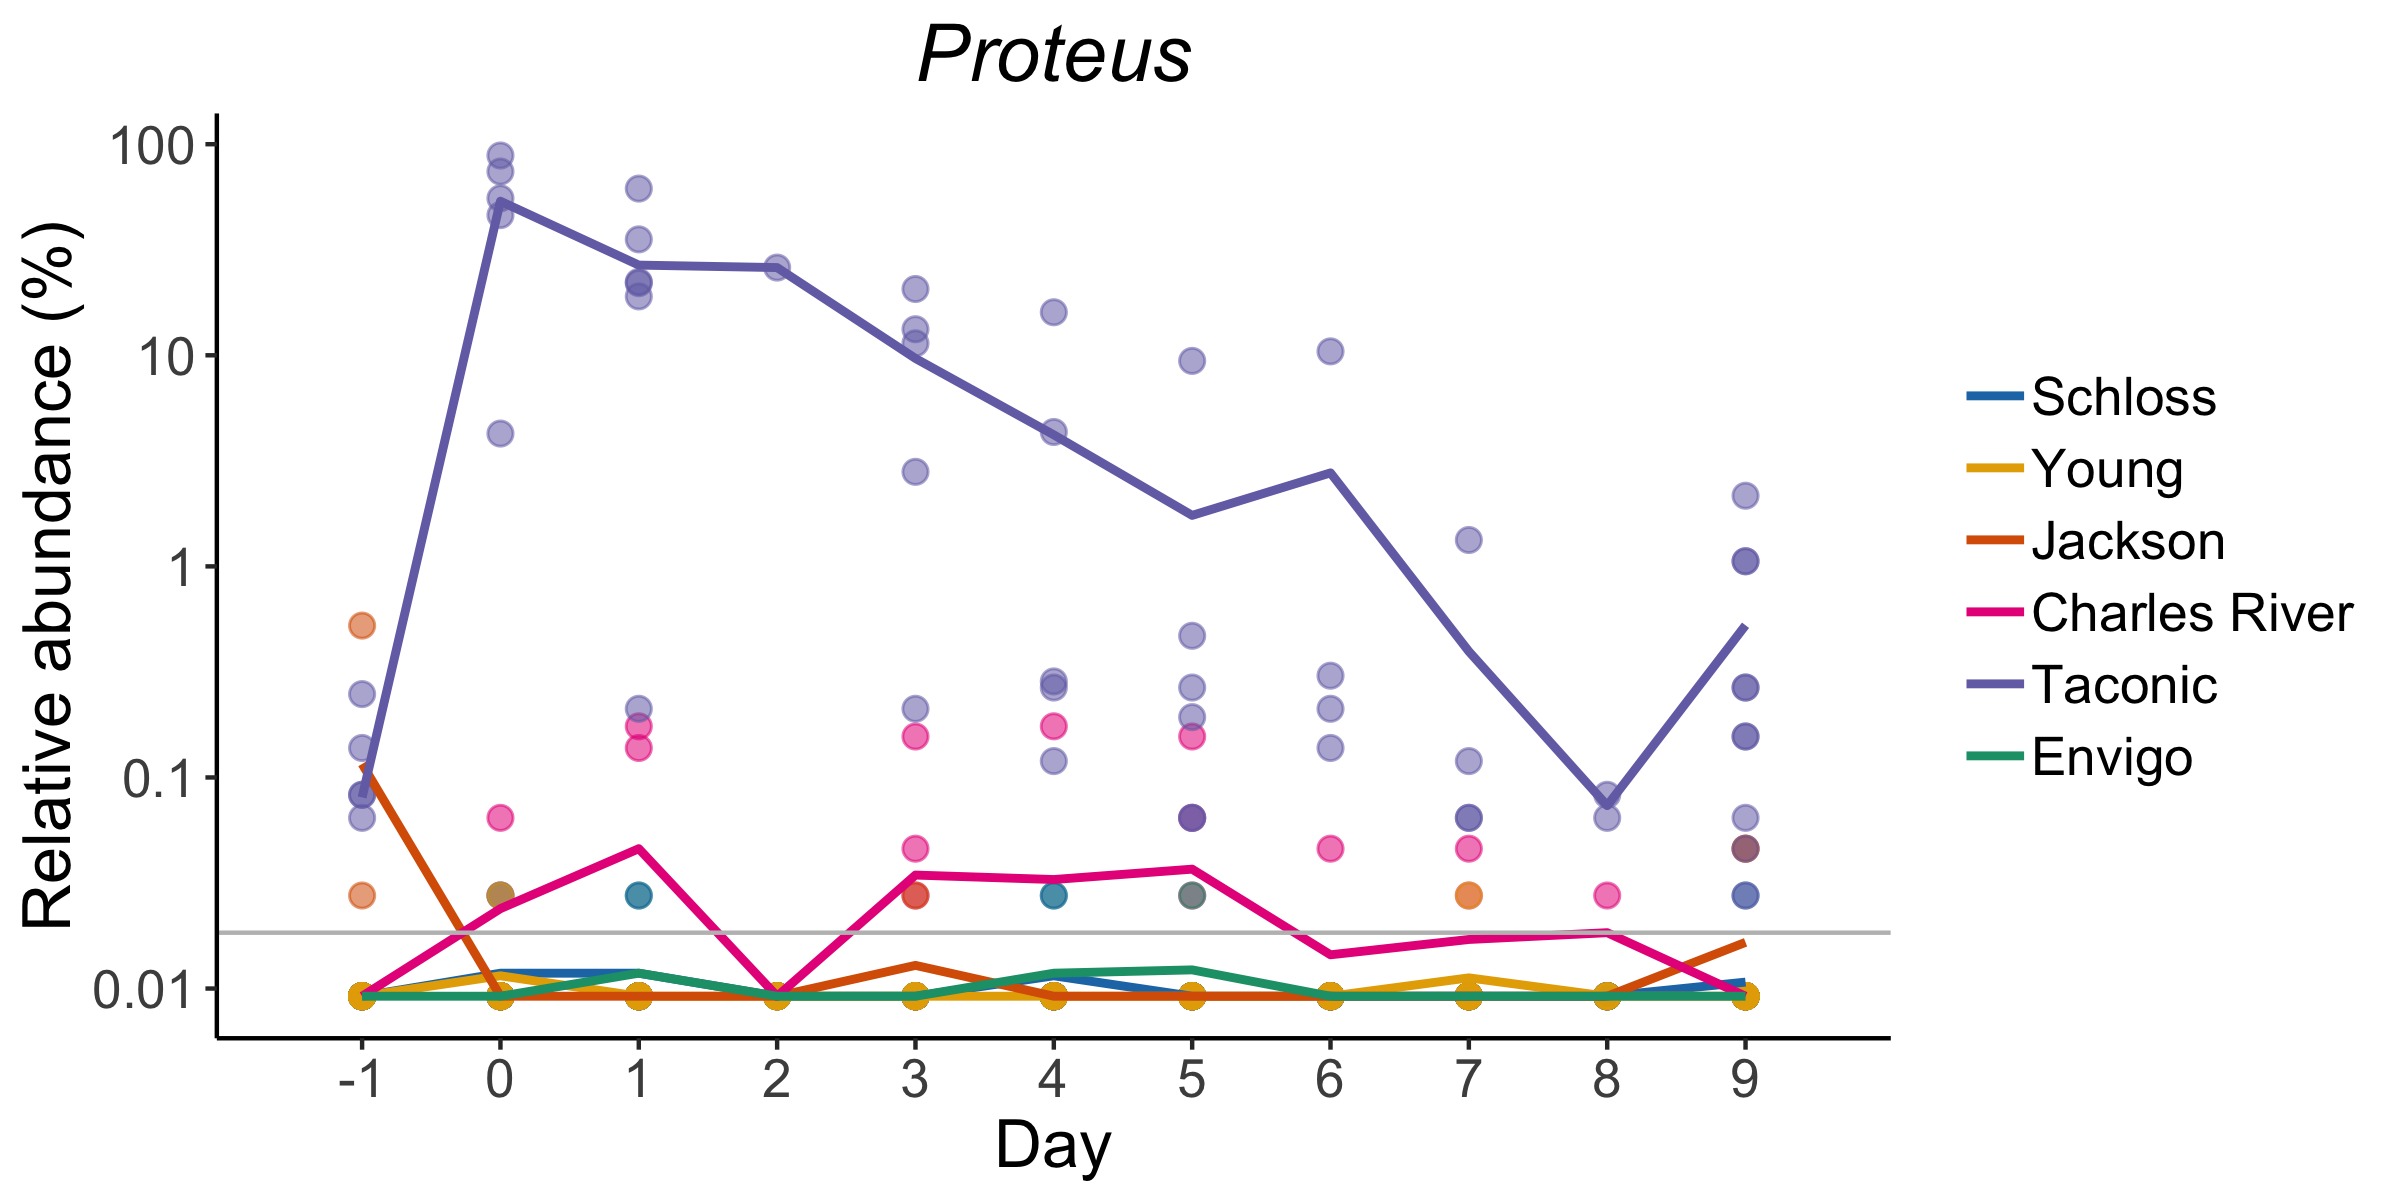 Proteus
Relative abundance (%)
100
10
1
0.1
0.01
-1 0 1 2 3 4 5 6 7 8 9
Day
Schloss
Young
Jackson
Charles River
Taconic
Envigo